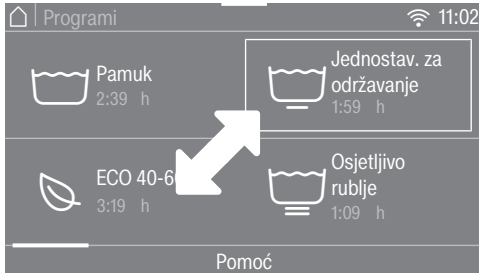 Programi
11:02
Pamuk
2:39 h
Jednostav. za
održavanje
1:59 h
ECO 40-6
3:19 h
Osjetljivo
rublje
1:09 h
Pomoć